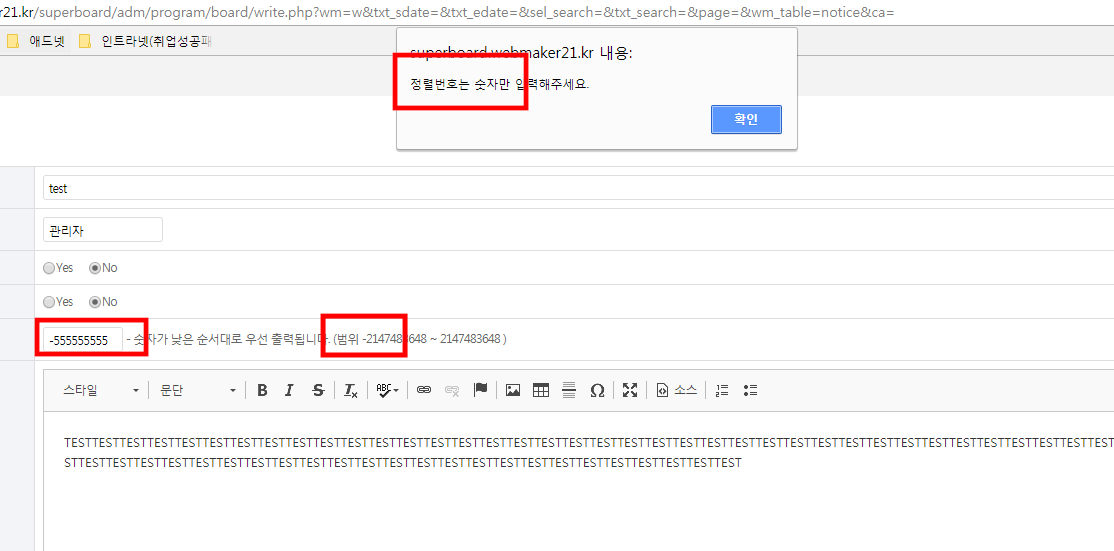 r21.kr/superboard/adm/program/board/write.php?wm=w&txt_sdate=&txt_edate=&sel_search=&txt_search=&page=&wm_table=notice&ca=
애드넷 인트라넷(취업성공패
superboard.webmaker21.kr 내용:
정렬번호는 숫자만 입력해주세요.
확인
test
관리자
Yes No
Yes No
-555555555 - 숫자가 낮은 순서대로 우선 출력됩니다. (범위 -2147483648 ~ 2147483648 )
스타일 문단 B I S Ix ABC Ω 소스
TESTTESTTESTTESTTESTTESTTESTTESTTESTTESTTESTTESTTESTTESTTESTTESTTESTTESTTESTTESTTESTTESTTESTTESTTESTTESTTESTTESTTESTTESTTESTTESTTESTTESTTESTTESTTESTTEST
STTESTTESTTESTTESTTESTTESTTESTTESTTESTTESTTESTTESTTESTTESTTESTTESTTESTTESTTESTTESTTESTTESTTESTTEST